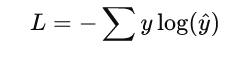 L = − ∑ y log(ŷ)